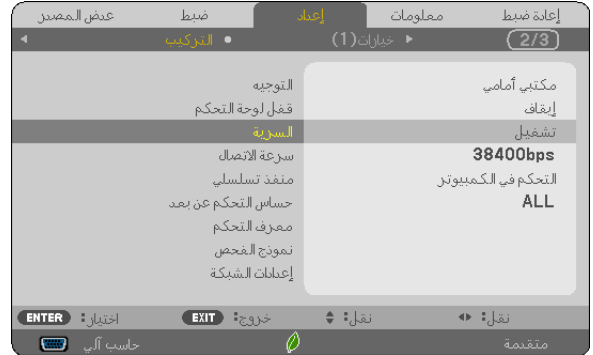 عرض المصدر ضبط إعداد معلومات إعادة ضبط
التركيب خيارات(1) 2/3
التوجيه مكتبي أمامي
قفل لوحة التحكم إيقاف
السرية تشغيل
سرعة الاتصال 38400bps
منفذ تسلسلي التحكم في الكمبيوتر
حساس التحكم عن بعد ALL
معرف التحكم
نموذج الفحص
إعدادات الشبكة
ENTER اختيار: EXIT خروج: نقل: نقل:
حاسب آلي متقدمة